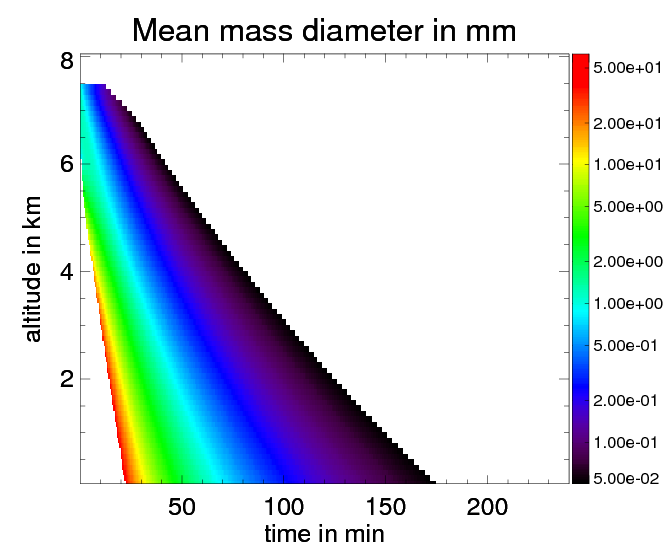 Mean mass diameter in mm
8
6
4
2
altitude in km
50
100
150
200
time in min
5.00e+01
2.00e+01
1.00e+01
5.00e+00
2.00e+00
1.00e+00
5.00e-01
2.00e-01
1.00e-01
5.00e-02